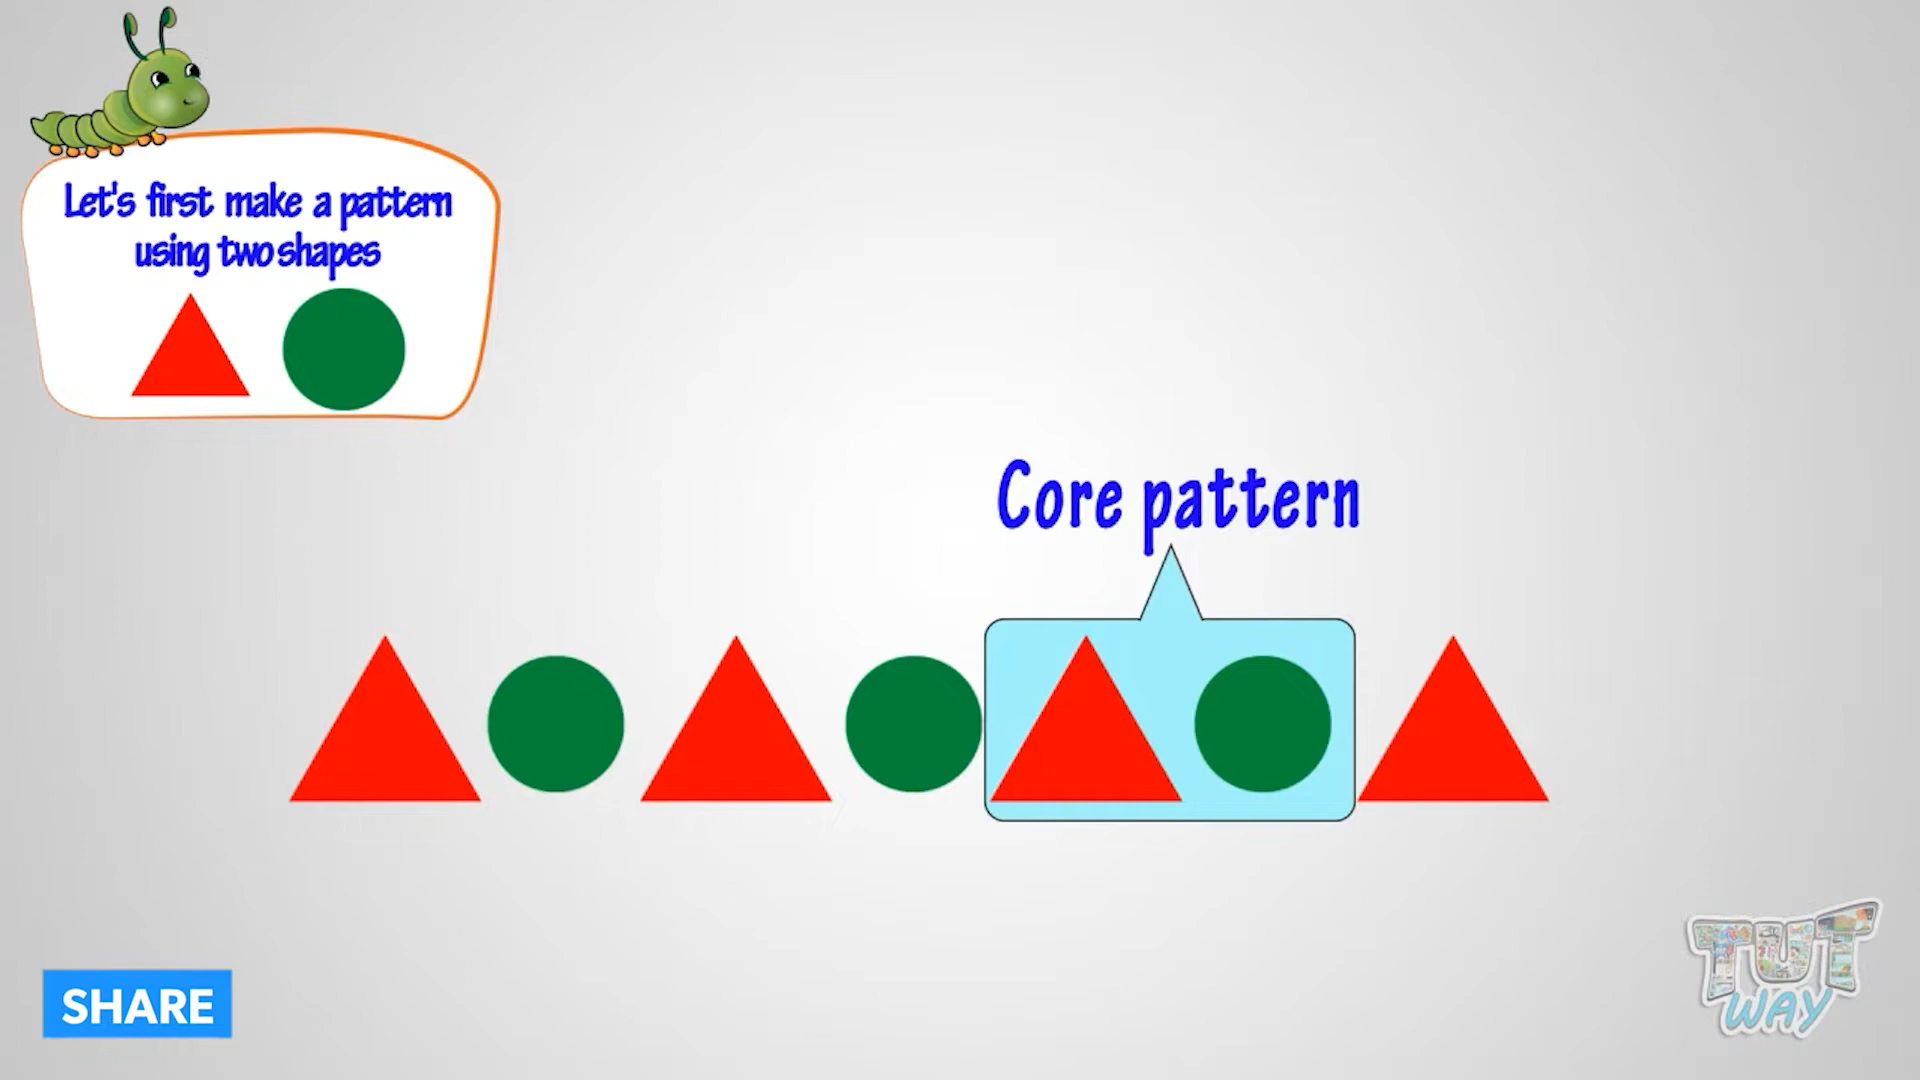 Let's first make a pattern
using two shapes
Core pattern
SHARE
TUT
WAY